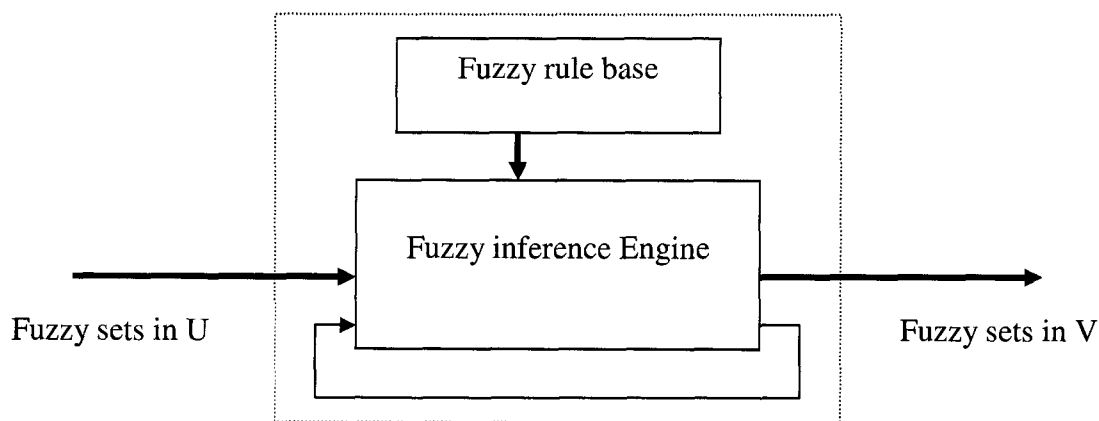 Fuzzy rule base
Fuzzy inference Engine
Fuzzy sets in U
Fuzzy sets in V